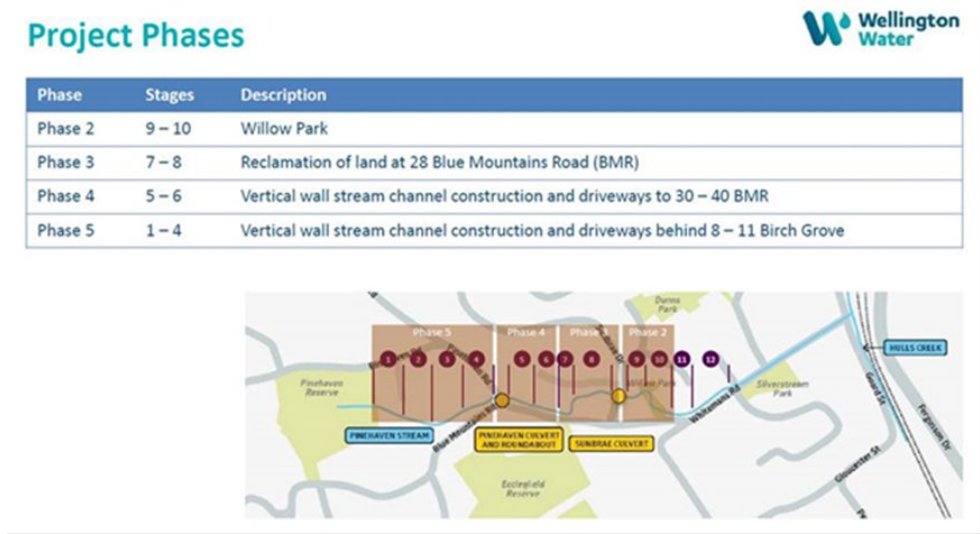 Project Phases
Wellington
Water
Phase Stages Description
Phase 2 9 – 10 Willow Park
Phase 3 7 – 8 Reclamation of land at 28 Blue Mountains Road (BMR)
Phase 4 5 – 6 Vertical wall stream channel construction and driveways to 30 – 40 BMR
Phase 5 1 – 4 Vertical wall stream channel construction and driveways behind 8 – 11 Birch Grove
Dunns
Park
Phase 5 Phase 4 Phase 3 Phase 2
1 2 3 4 5 6 7 8 9 10 11 12
HULLS CREEK
Pinehaven
Reserve
Willow Park
Silverstream
Park
Gard St
Fergusson Dr
Whitemans Rd
Blue Mountains Rd
PINEHAVEN STREAM
PINEHAVEN CULVERT
AND ROUNDABOUT
SUNBRAE CULVERT
Gloucester St
Ecclesfield
Reserve